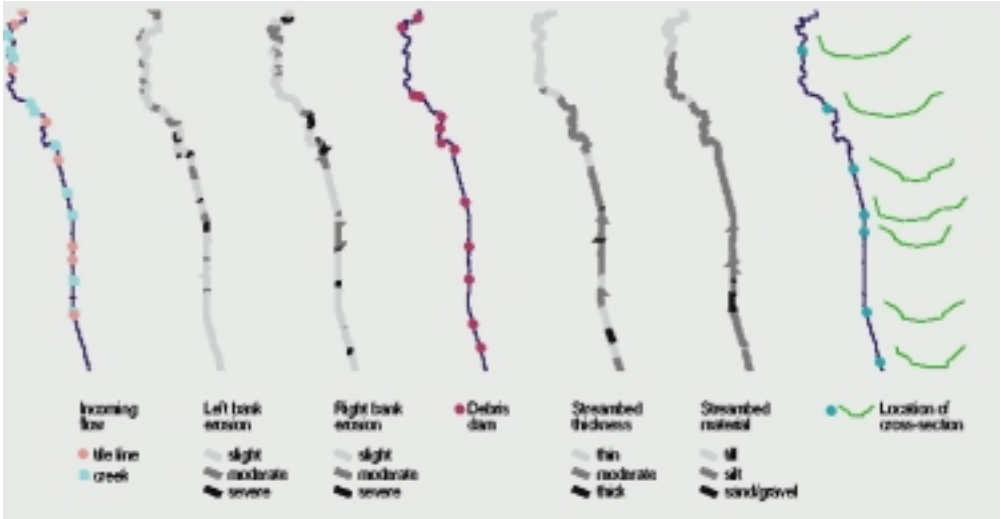 Incoming
flow
tile line
creek
Left bank
erosion
slight
moderate
severe
Right bank
erosion
slight
moderate
severe
Debris
dam
Streambed
thickness
thin
moderate
thick
Streambed
material
till
silt
sand/gravel
Location of
cross-section